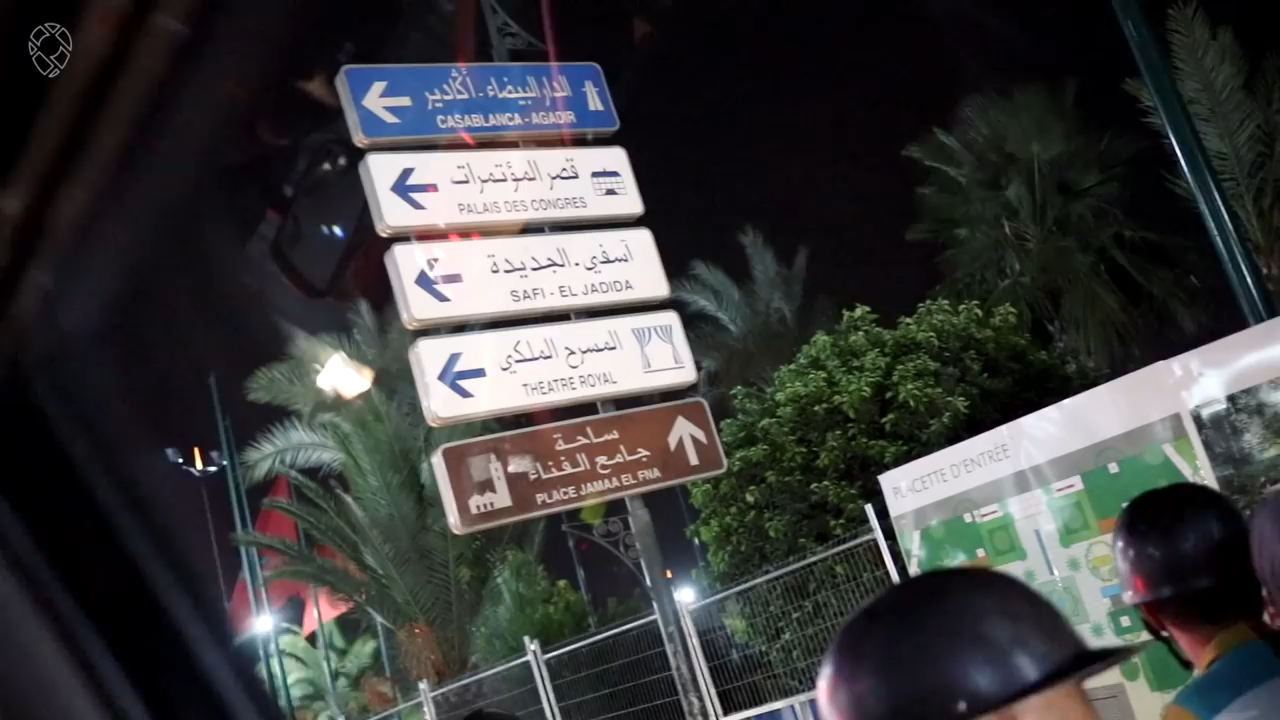 الدار البيضاء - أكادير
CASABLANCA - AGADIR
قصر المؤتمرات
PALAIS DES CONGRES
آسفي - الجديدة
SAFI - EL JADIDA
المسرح الملكي
THEATRE ROYAL
ساحة
جامع الفناء
PLACE JAMAA EL FNA
PLACETTE D'ENTRÉE